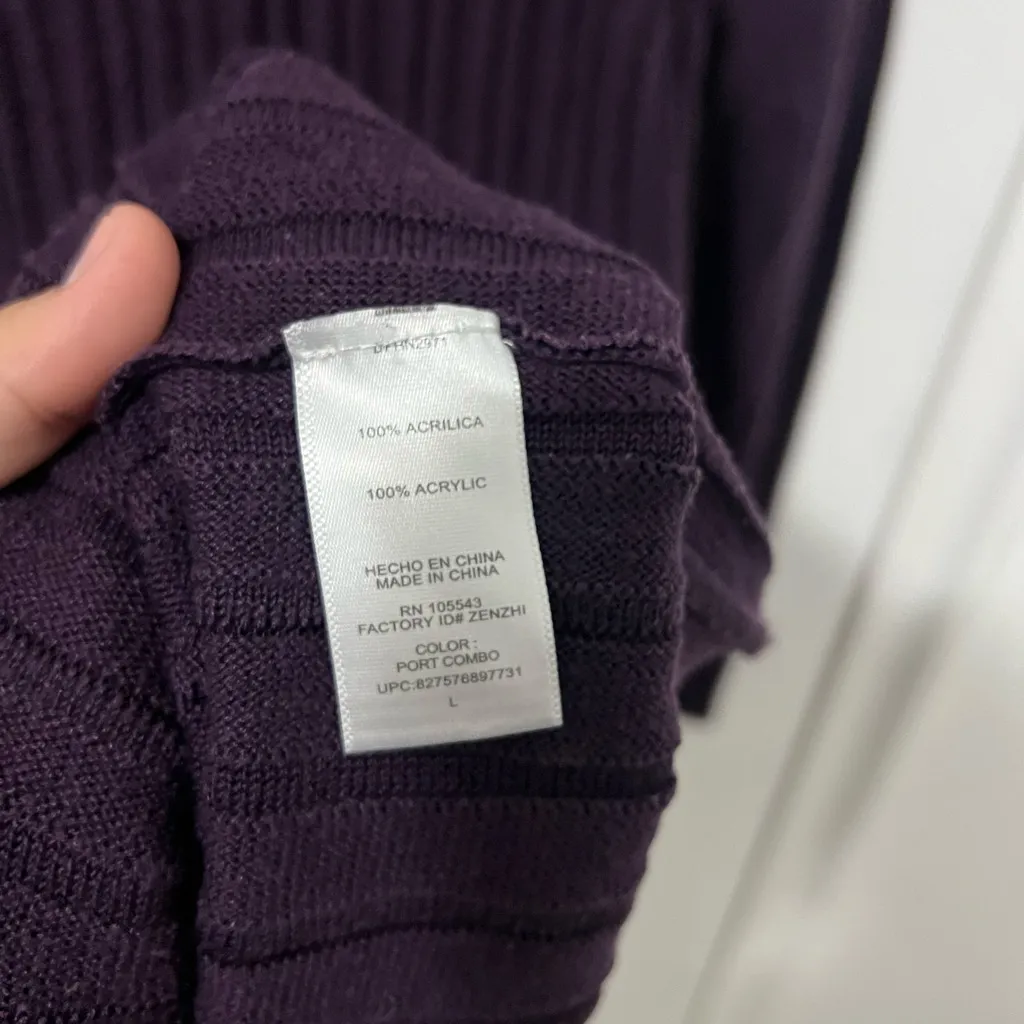 100% ACRILICA
100% ACRYLIC
HECHO EN CHINA
MADE IN CHINA
RN 105543
FACTORY ID# ZENZHI
COLOR :
PORT COMBO
UPC:827576897731
L